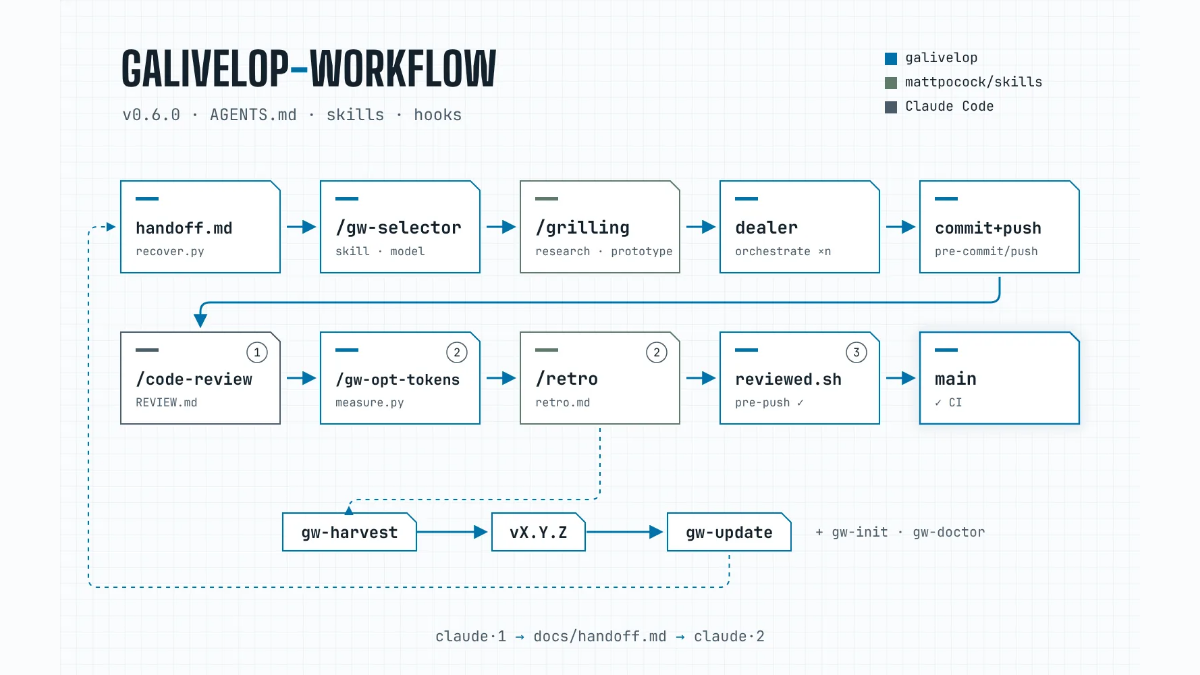 GALIVELOP-WORKFLOW
v0.6.0 · AGENTS.md · skills · hooks
galivelop
mattpocock/skills
Claude Code
handoff.md
recover.py
/gw-selector
skill · model
/grilling
research · prototype
dealer
orchestrate ×n
commit+push
pre-commit/push
1
/code-review
REVIEW.md
2
/gw-opt-tokens
measure.py
2
/retro
retro.md
3
reviewed.sh
pre-push ✓
main
✓ CI
gw-harvest
vX.Y.Z
gw-update
+ gw-init · gw-doctor
claude·1 → docs/handoff.md → claude·2